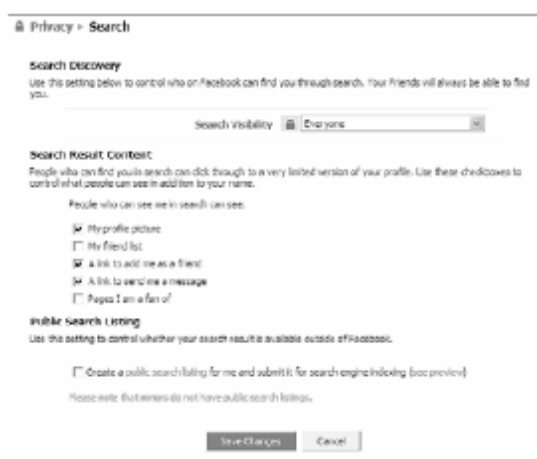 Privacy ▸ Search
Search Discovery
Use this setting below to control who on Facebook can find you through search. Your Friends will always be able to find
you.
Search Visibility Everyone
Search Result Content
People who can find you in search can click through to a very limited version of your profile. Use these checkboxes to
control what people can see in addition to your name.
People who can see me in search can see:
My profile picture
My friend list
A link to add me as a friend
A link to send me a message
Pages I am a fan of
Public Search Listing
Use this setting to control whether your search result is available outside of Facebook.
Create a public search listing for me and submit it for search engine indexing (see preview)
Please note that minors do not have public search listings.
Save Changes Cancel